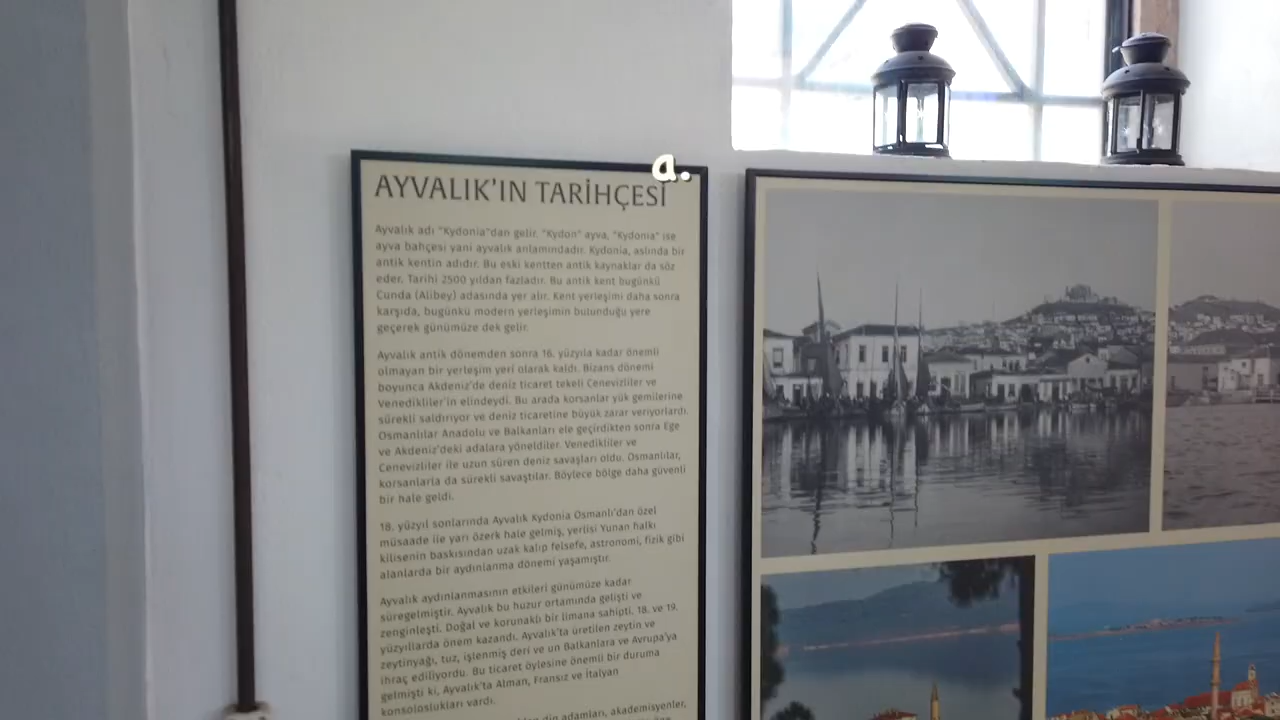 a.
AYVALIK'IN TARİHÇESİ
Ayvalık adı "Kydonia"dan gelir. "Kydon" ayva, "Kydonia" ise
ayva bahçesi yani ayvalık anlamındadır. Kydonia, aslında bir
antik kentin adıdır. Bu eski kentten antik kaynaklar da söz
eder. Tarihi 2500 yıldan fazladır. Bu antik kent bugünkü
Cunda (Alibey) adasında yer alır. Kent yerleşimi daha sonra
karşıda, bugünkü modern yerleşimin bulunduğu yere
geçerek günümüze dek gelir.
Ayvalık antik dönemden sonra 16. yüzyıla kadar önemli
olmayan bir yerleşim yeri olarak kaldı. Bizans dönemi
boyunca Akdeniz'de deniz ticaret tekeli Cenevizliler ve
Venedikliler'in elindeydi. Bu arada korsanlar yük gemilerine
sürekli saldırıyor ve deniz ticaretine büyük zarar veriyorlardı.
Osmanlılar Anadolu ve Balkanları ele geçirdikten sonra Ege
ve Akdeniz'deki adalara yöneldiler. Venedikliler ve
Cenevizliler ile uzun süren deniz savaşları oldu. Osmanlılar,
korsanlarla da sürekli savaştılar. Böylece bölge daha güvenli
bir hale geldi.
18. yüzyıl sonlarında Ayvalık Kydonia Osmanlı'dan özel
müsaade ile yarı özerk hale gelmiş, yerlisi Yunan halkı
kilisenin baskısından uzak kalıp felsefe, astronomi, fizik gibi
alanlarda bir aydınlanma dönemi yaşamıştır.
Ayvalık aydınlanmasının etkileri günümüze kadar
süregelmiştir. Ayvalık bu huzur ortamında gelişti ve
zenginleşti. Doğal ve korunaklı bir limana sahipti. 18. ve 19.
yüzyıllarda önem kazandı. Ayvalık'ta üretilen zeytin ve
zeytinyağı, tuz, işlenmiş deri ve un Balkanlara ve Avrupa'ya
ihraç ediliyordu. Bu ticaret öylesine önemli bir duruma
gelmişti ki, Ayvalık'ta Alman, Fransız ve İtalyan
konsoloslukları vardı.
din adamları, akademisyenler,